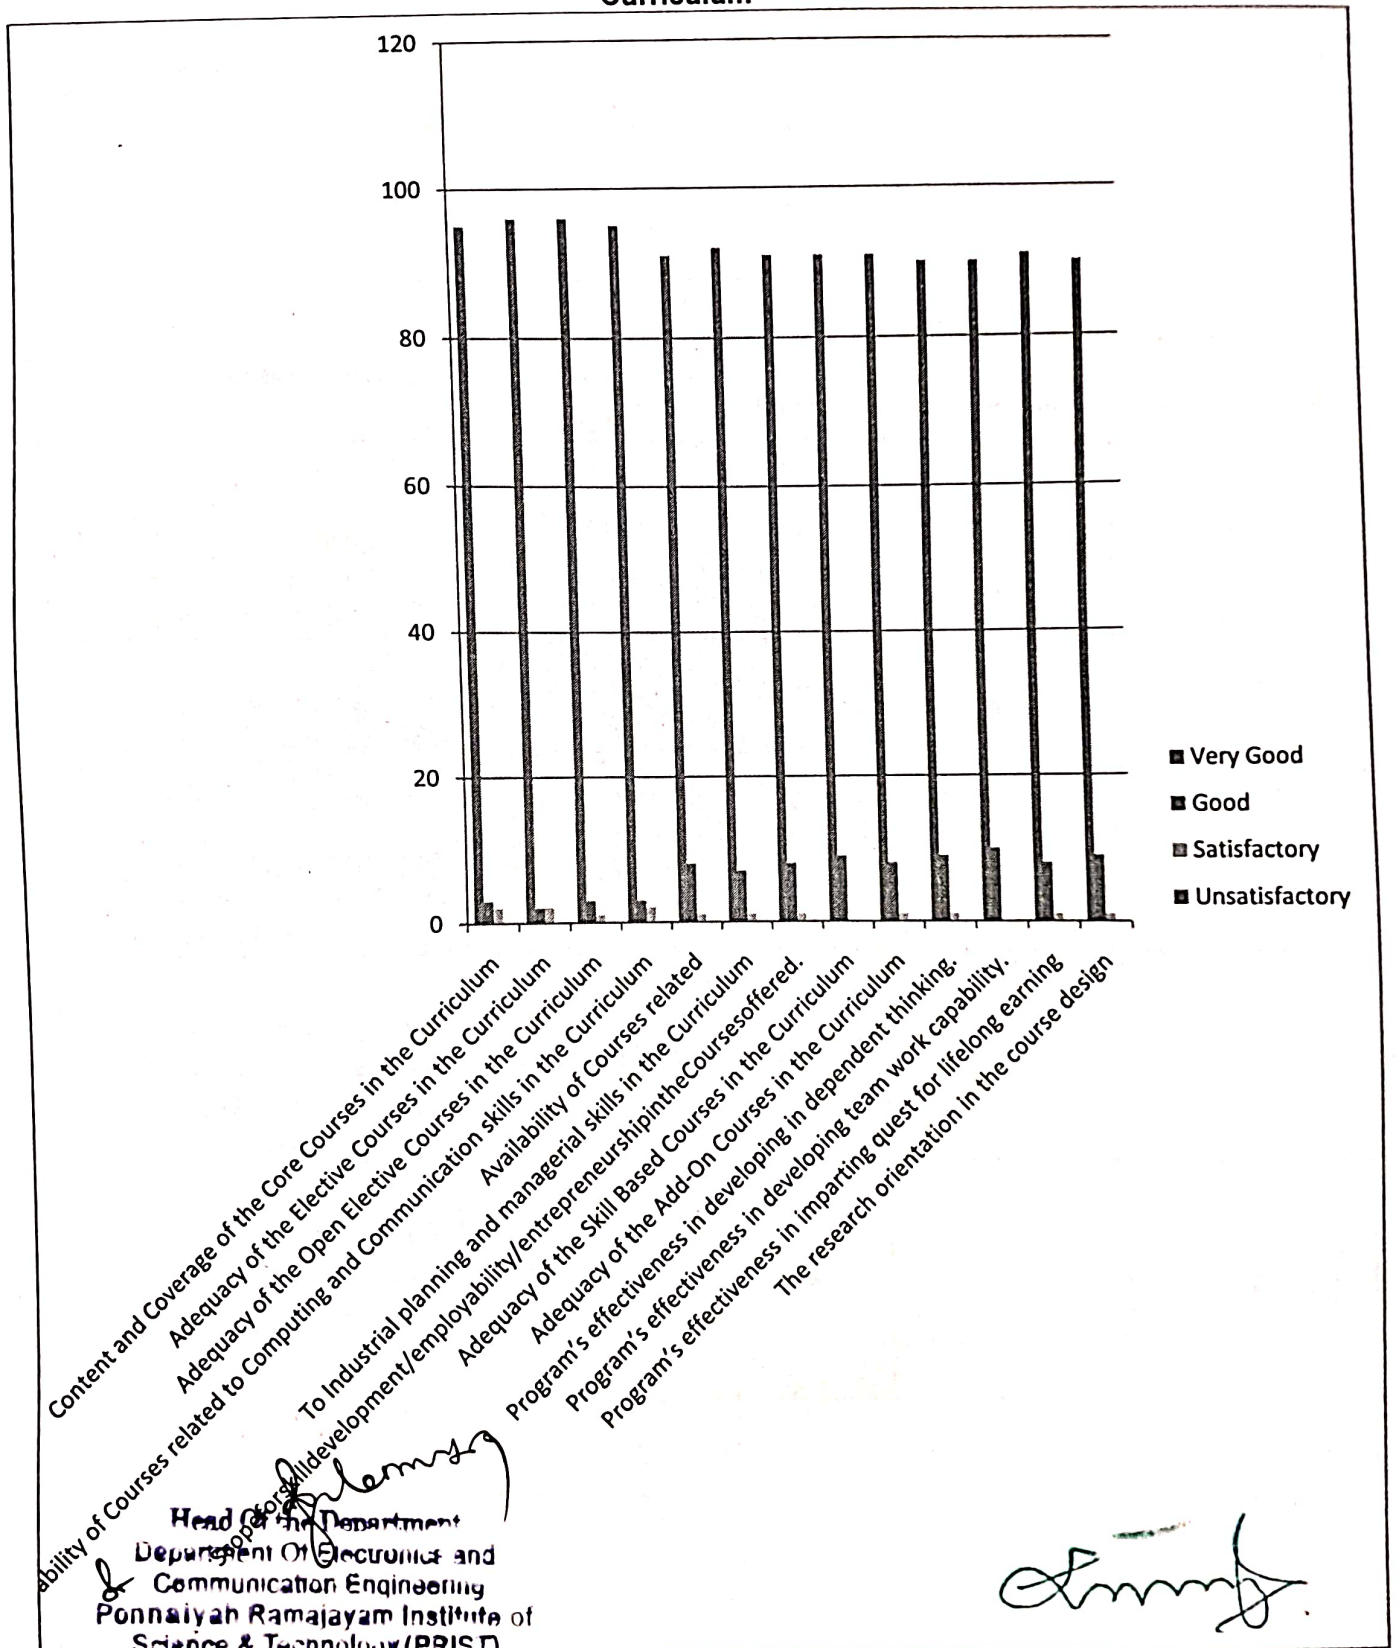 120
100
80
60
40
20
0
Very Good
Good
Satisfactory
Unsatisfactory
Content and Coverage of the Core Courses in the Curriculum
Adequacy of the Elective Courses in the Curriculum
Adequacy of the Open Elective Courses in the Curriculum
ability of Courses related to Computing and Communication skills in the Curriculum
Availability of Courses related
To Industrial planning and managerial skills in the Curriculum
forskilldevelopment/employability/entrepreneurshipintheCoursesoffered.
Adequacy of the Skill Based Courses in the Curriculum
Adequacy of the Add-On Courses in the Curriculum
Program's effectiveness in developing in dependent thinking.
Program's effectiveness in developing team work capability.
Program's effectiveness in imparting quest for lifelong earning
The research orientation in the course design
Head Of the Department
Department Of Electronics and
Communication Engineering
Ponnaiyah Ramajayam Institute of
Science & Technology (PRIST)